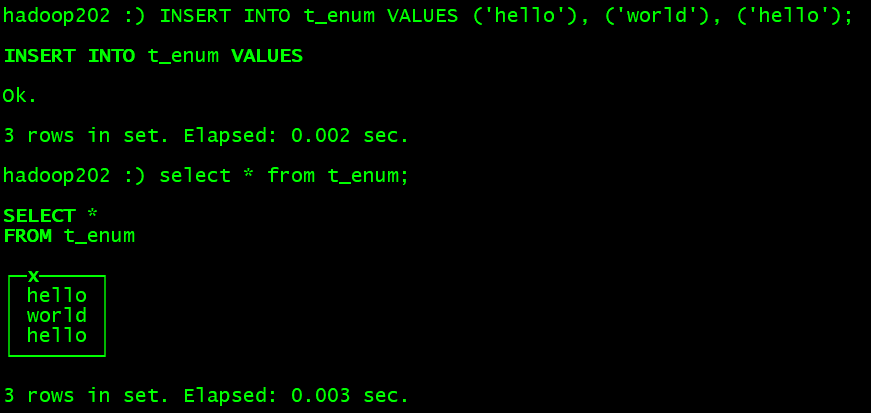 hadoop202 :) INSERT INTO t_enum VALUES ('hello'), ('world'), ('hello');
INSERT INTO t_enum VALUES
Ok.
3 rows in set. Elapsed: 0.002 sec.
hadoop202 :) select * from t_enum;
SELECT *
FROM t_enum
x
hello
world
hello
3 rows in set. Elapsed: 0.003 sec.